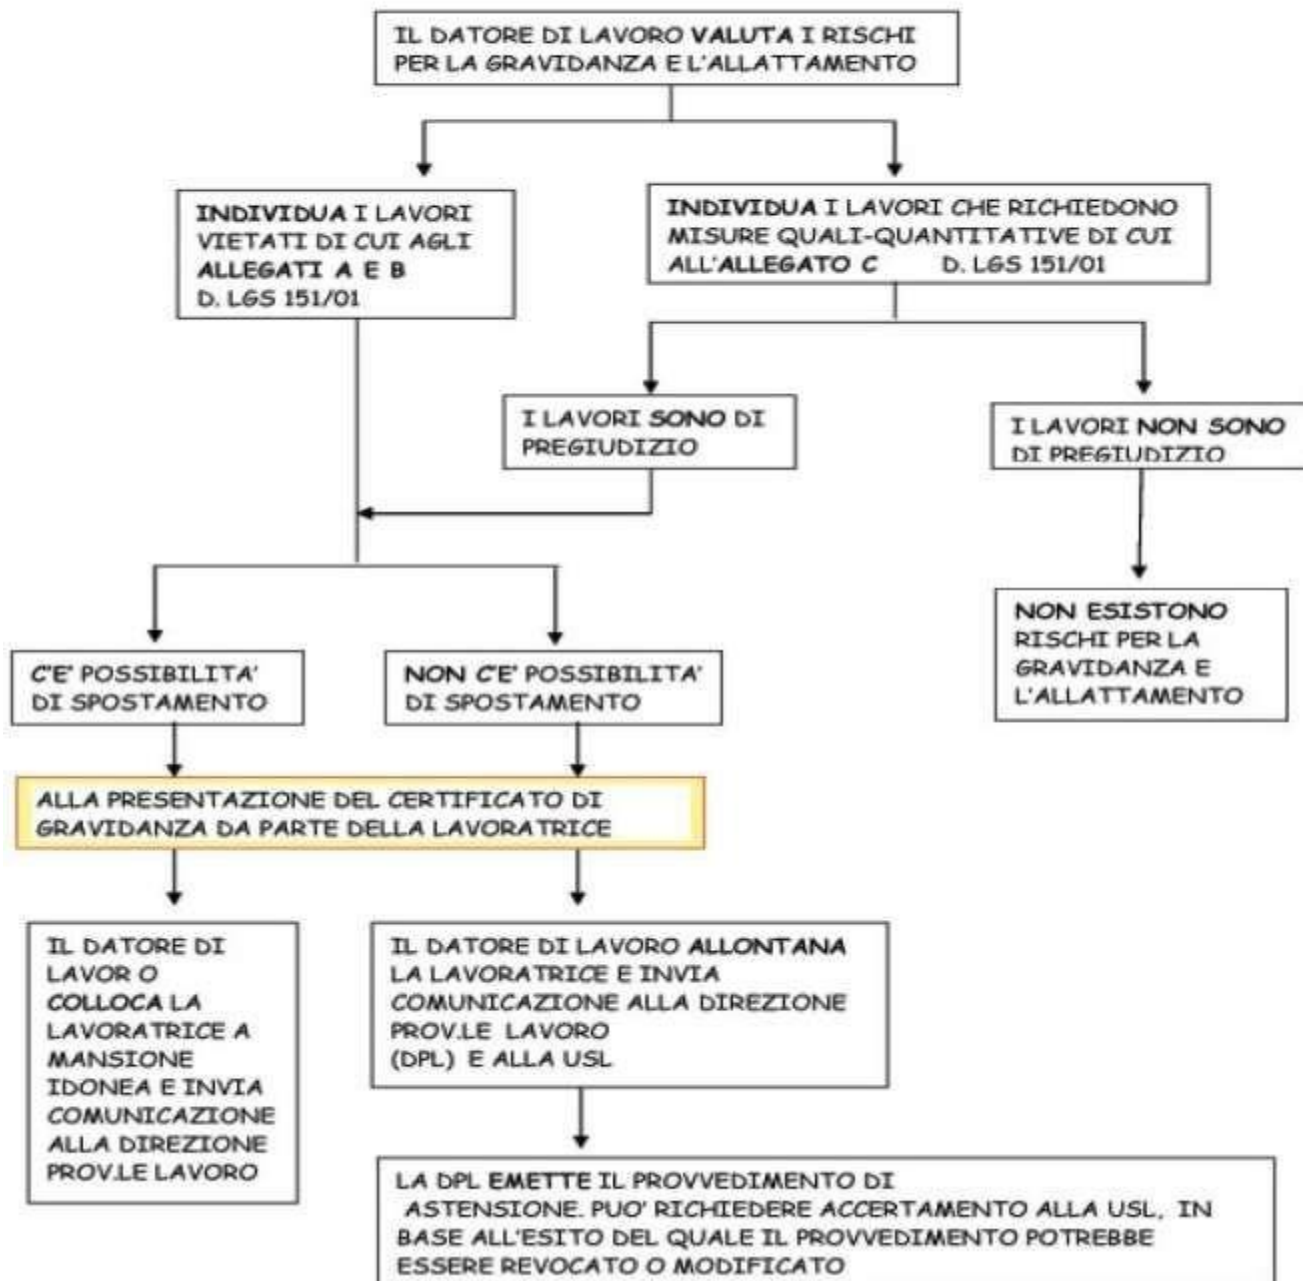 IL DATORE DI LAVORO VALUTA I RISCHI
PER LA GRAVIDANZA E L'ALLATTAMENTO
INDIVIDUA I LAVORI
VIETATI DI CUI AGLI
ALLEGATI A E B
D. LGS 151/01
INDIVIDUA I LAVORI CHE RICHIEDONO
MISURE QUALI-QUANTITATIVE DI CUI
ALL'ALLEGATO C D. LGS 151/01
I LAVORI SONO DI
PREGIUDIZIO
I LAVORI NON SONO
DI PREGIUDIZIO
NON ESISTONO
RISCHI PER LA
GRAVIDANZA E
L'ALLATTAMENTO
C'E' POSSIBILITA'
DI SPOSTAMENTO
NON C'E' POSSIBILITA'
DI SPOSTAMENTO
ALLA PRESENTAZIONE DEL CERTIFICATO DI
GRAVIDANZA DA PARTE DELLA LAVORATRICE
IL DATORE DI
LAVOR O
COLLOCA LA
LAVORATRICE A
MANSIONE
IDONEA E INVIA
COMUNICAZIONE
ALLA DIREZIONE
PROV.LE LAVORO
IL DATORE DI LAVORO ALLONTANA
LA LAVORATRICE E INVIA
COMUNICAZIONE ALLA DIREZIONE
PROV.LE LAVORO
(DPL) E ALLA USL
LA DPL EMETTE IL PROVVEDIMENTO DI
ASTENSIONE. PUO' RICHIEDERE ACCERTAMENTO ALLA USL, IN
BASE ALL'ESITO DEL QUALE IL PROVVEDIMENTO POTREBBE
ESSERE REVOCATO O MODIFICATO